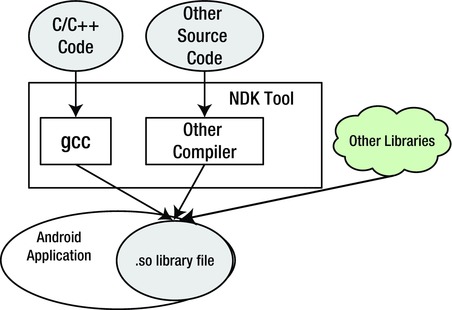 C/C++
Code
Other
Source
Code
NDK Tool
gcc
Other
Compiler
Other Libraries
Android
Application
.so library file